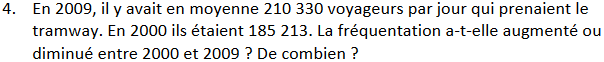 4. En 2009, il y avait en moyenne 210 330 voyageurs par jour qui prenaient le
tramway. En 2000 ils étaient 185 213. La fréquentation a-t-elle augmenté ou
diminué entre 2000 et 2009 ? De combien ?